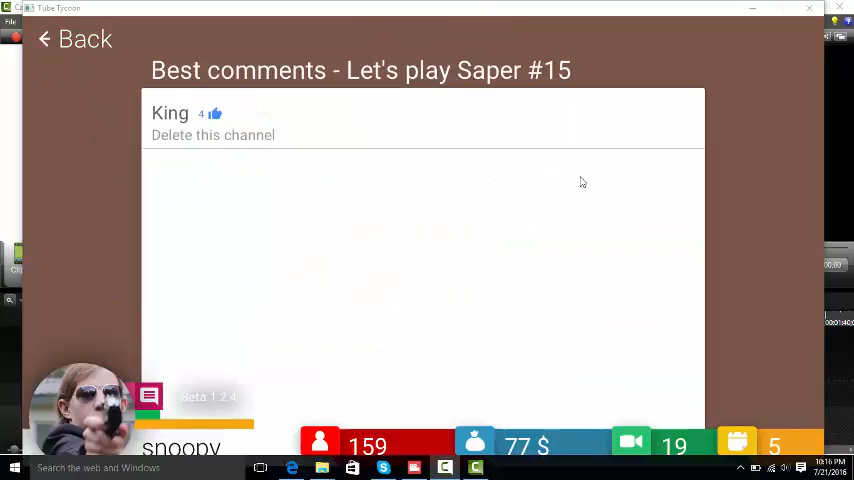 Tube Tycoon
File
Back
Best comments - Let's play Saper #15
King 4
Delete this channel
Beta 1.2.4
snoopy
159
77 $
19
5
Search the web and Windows
10:16 PM
7/21/2016